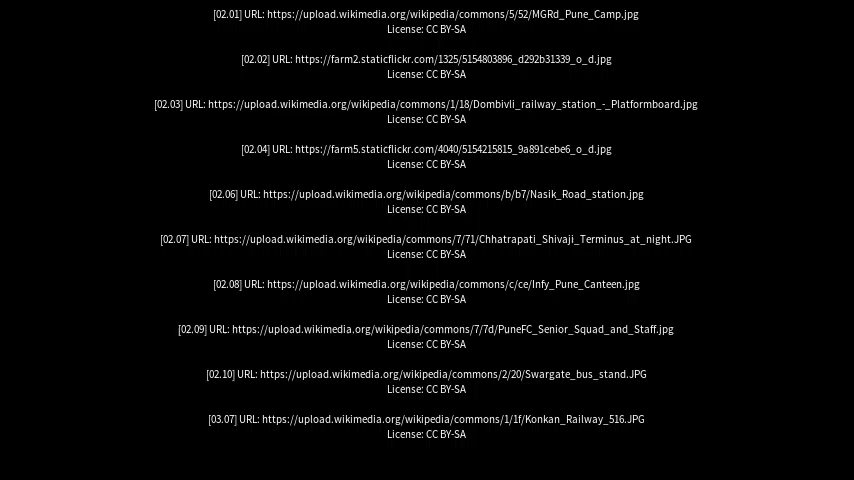 [02.01] URL: https://upload.wikimedia.org/wikipedia/commons/5/52/MGRd_Pune_Camp.jpg
License: CC BY-SA
[02.02] URL: https://farm2.staticflickr.com/1325/5154803896_d292b31339_o_d.jpg
License: CC BY-SA
[02.03] URL: https://upload.wikimedia.org/wikipedia/commons/1/18/Dombivli_railway_station_-_Platformboard.jpg
License: CC BY-SA
[02.04] URL: https://farm5.staticflickr.com/4040/5154215815_9a891cebe6_o_d.jpg
License: CC BY-SA
[02.06] URL: https://upload.wikimedia.org/wikipedia/commons/b/b7/Nasik_Road_station.jpg
License: CC BY-SA
[02.07] URL: https://upload.wikimedia.org/wikipedia/commons/7/71/Chhatrapati_Shivaji_Terminus_at_night.JPG
License: CC BY-SA
[02.08] URL: https://upload.wikimedia.org/wikipedia/commons/c/ce/Infy_Pune_Canteen.jpg
License: CC BY-SA
[02.09] URL: https://upload.wikimedia.org/wikipedia/commons/7/7d/PuneFC_Senior_Squad_and_Staff.jpg
License: CC BY-SA
[02.10] URL: https://upload.wikimedia.org/wikipedia/commons/2/20/Swargate_bus_stand.JPG
License: CC BY-SA
[03.07] URL: https://upload.wikimedia.org/wikipedia/commons/1/1f/Konkan_Railway_516.JPG
License: CC BY-SA